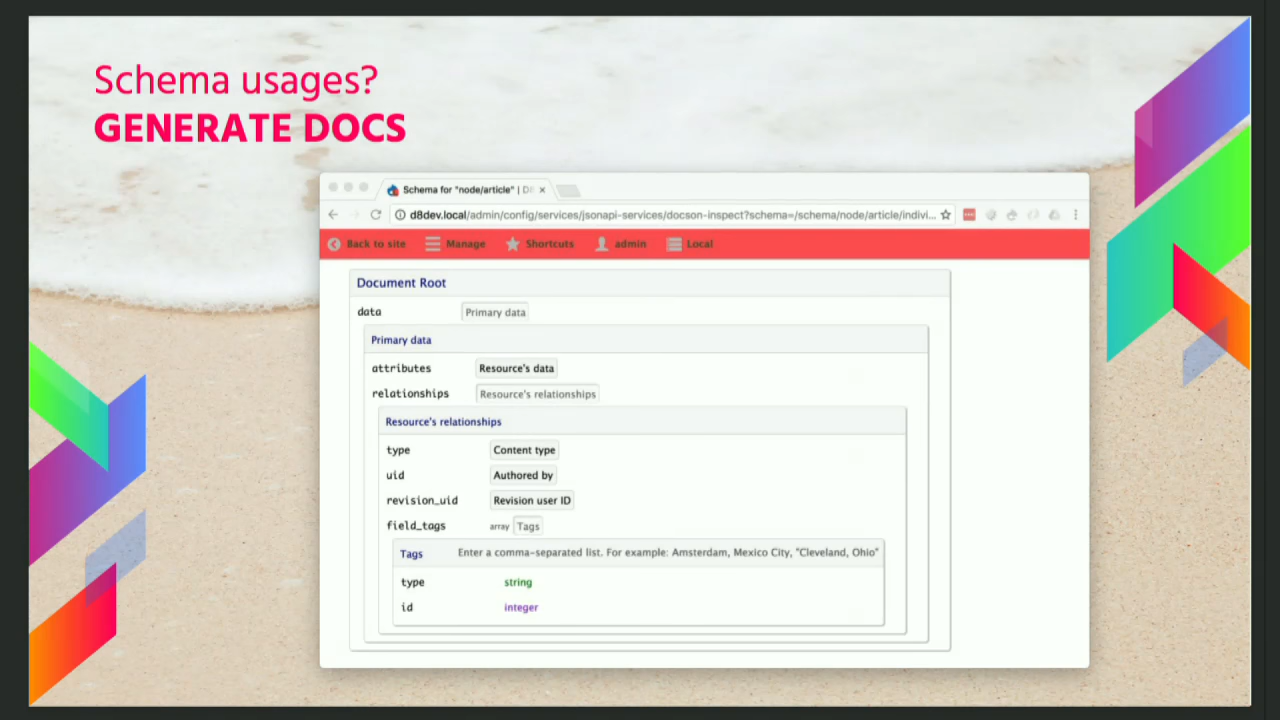 Schema usages?
GENERATE DOCS
Schema for "node/article" | D8
d8dev.local/admin/config/services/jsonapi-services/docson-inspect?schema=/schema/node/article/indivi...
Back to site Manage Shortcuts admin Local
Document Root
data Primary data
Primary data
attributes Resource's data
relationships Resource's relationships
Resource's relationships
type Content type
uid Authored by
revision_uid Revision user ID
field_tags array Tags
Tags Enter a comma-separated list. For example: Amsterdam, Mexico City, "Cleveland, Ohio"
type string
id integer